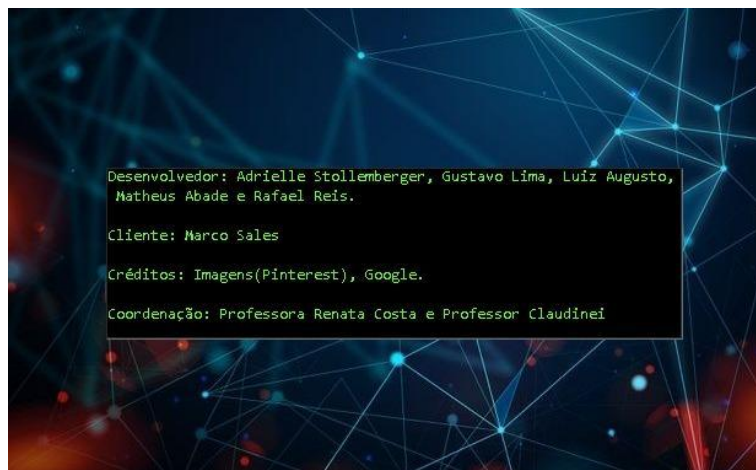 Desenvolvedor: Adrielle Stollemberger, Gustavo Lima, Luiz Augusto,
Matheus Abade e Rafael Reis.
Cliente: Marco Sales
Créditos: Imagens(Pinterest), Google.
Coordenação: Professora Renata Costa e Professor Claudinei